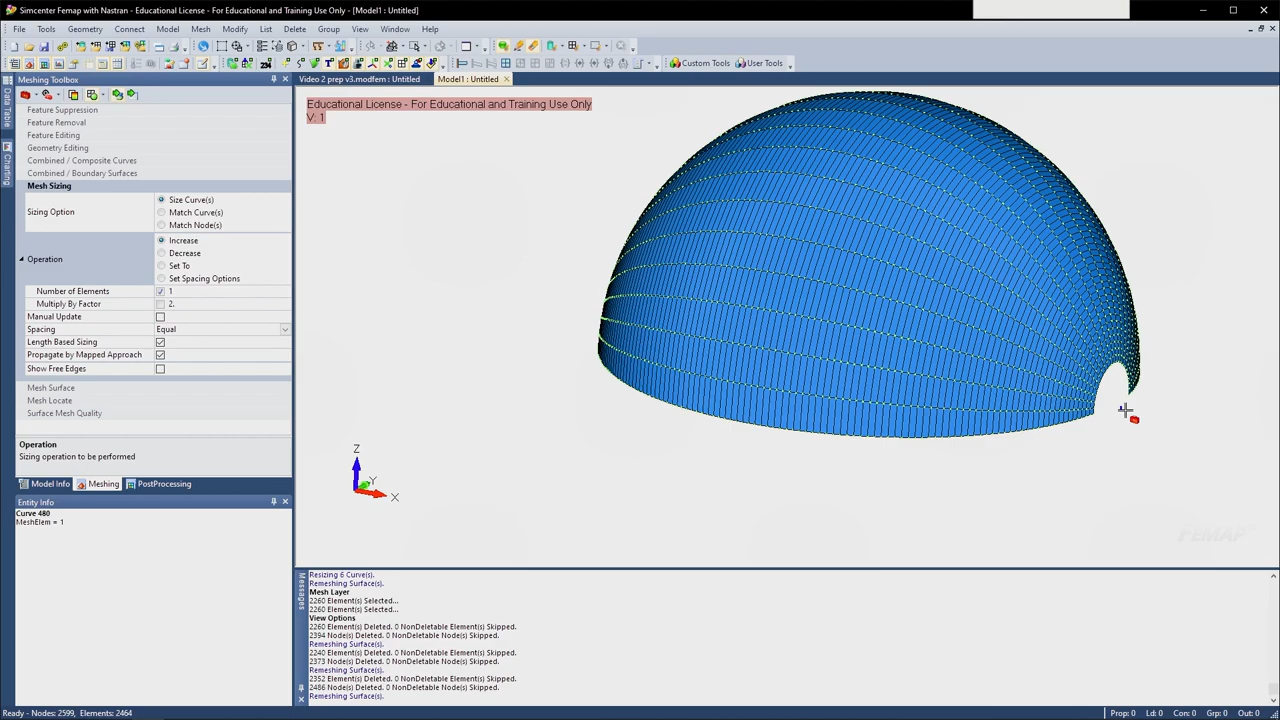 Simcenter Femap with Nastran - Educational License - For Educational and Training Use Only - [Model1 : Untitled]
File Tools Geometry Connect Model Mesh Modify List Delete Group View Window Help
Custom Tools User Tools
Meshing Toolbox
Video 2 prep v3.modfem : Untitled Model1 : Untitled
Data Table
Charting
Educational License - For Educational and Training Use Only
V: 1
Feature Suppression
Feature Removal
Feature Editing
Geometry Editing
Combined / Composite Curves
Combined / Boundary Surfaces
Mesh Sizing
Sizing Option
Size Curve(s)
Match Curve(s)
Match Node(s)
Operation
Increase
Decrease
Set To
Set Spacing Options
Number of Elements 1
Multiply By Factor 2.
Manual Update
Spacing Equal
Length Based Sizing
Propagate by Mapped Approach
Show Free Edges
Mesh Surface
Mesh Locate
Surface Mesh Quality
Operation
Sizing operation to be performed
Model Info Meshing PostProcessing
Entity Info
Curve 480
MeshElem = 1
Z
Y
X
FEMAP
Messages
Resizing 6 Curve(s).
Remeshing Surface(s).
Mesh Layer
2260 Element(s) Selected...
2260 Element(s) Selected...
View Options
2260 Element(s) Deleted. 0 NonDeletable Element(s) Skipped.
2394 Node(s) Deleted. 0 NonDeletable Node(s) Skipped.
Remeshing Surface(s).
2240 Element(s) Deleted. 0 NonDeletable Element(s) Skipped.
2373 Node(s) Deleted. 0 NonDeletable Node(s) Skipped.
Remeshing Surface(s).
2352 Element(s) Deleted. 0 NonDeletable Element(s) Skipped.
2486 Node(s) Deleted. 0 NonDeletable Node(s) Skipped.
Remeshing Surface(s).
Ready - Nodes: 2599, Elements: 2464
Prop: 0 Ld: 0 Con: 0 Grp: 0 Out: 0